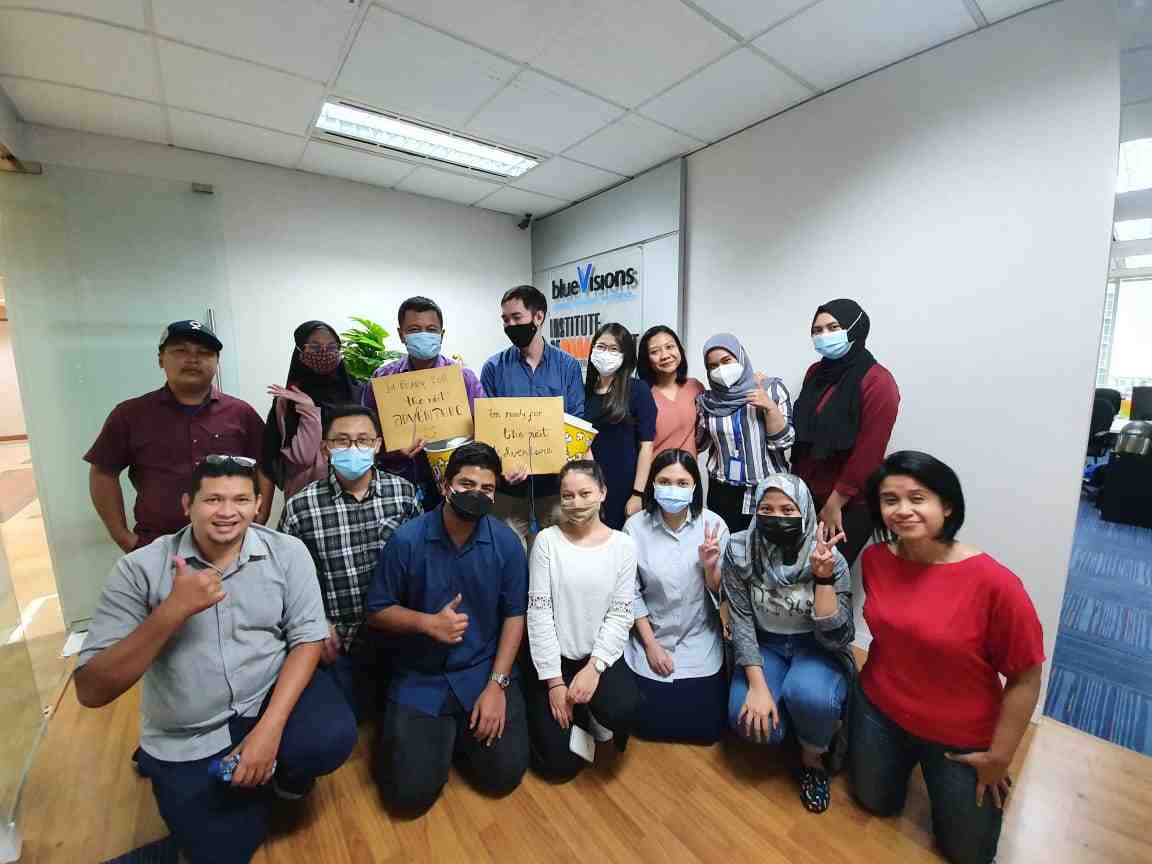 blueVisions
INSTITUTE
I'M READY FOR
the next
ADVENTURE
I'm ready for
the next
adventure